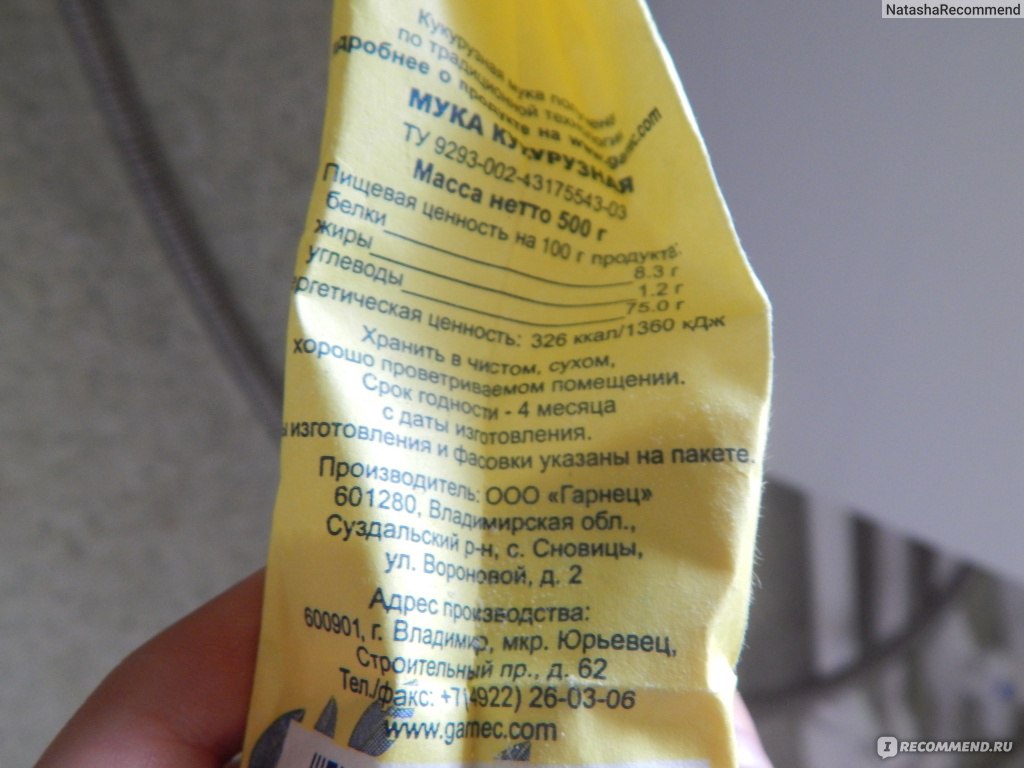 NatashaRecommend
Кукурузная мука
по традиционной технологии
дробнее о продукте на www.garnec.com
МУКА КУКУРУЗНАЯ
ТУ 9293-002-43175543-03
Масса нетто 500 г
Пищевая ценность на 100 г продукта:
белки 8.3 г
жиры 1.2 г
углеводы 75.0 г
ргетическая ценность: 326 ккал/1360 кДж
Хранить в чистом, сухом,
хорошо проветриваемом помещении.
Срок годности - 4 месяца
с даты изготовления.
ы изготовления и фасовки указаны на пакете.
Производитель: ООО «Гарнец»
601280, Владимирская обл.,
Суздальский р-н, с. Сновицы,
ул. Вороновой, д. 2
Адрес производства:
600901, г. Владимир, мкр. Юрьевец,
Строительный пр., д. 62
Тел./факс: +7(4922) 26-03-06
www.garnec.com
I RECOMMEND.RU